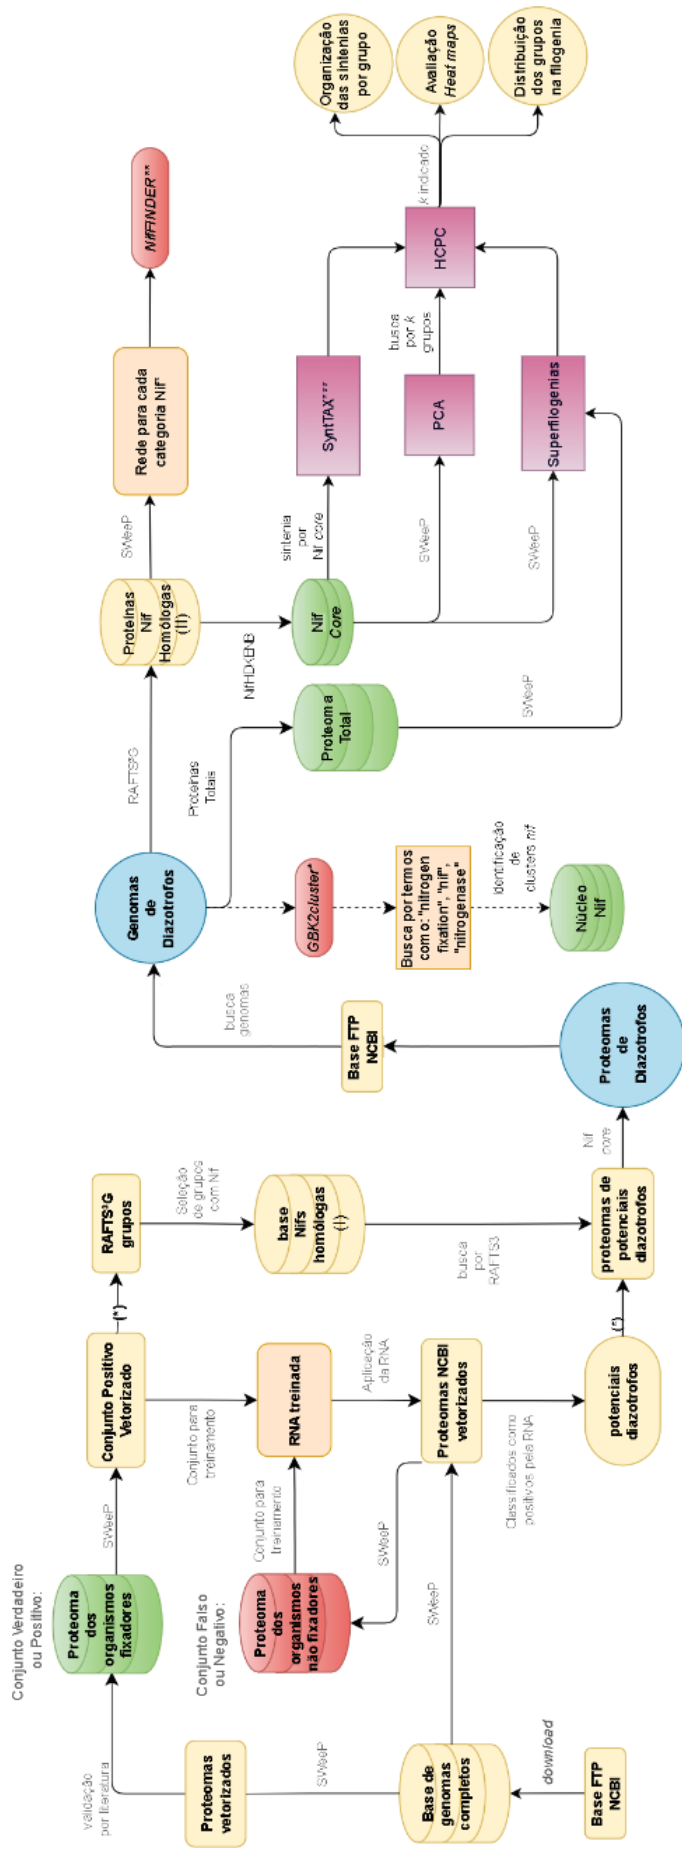 Base FTP
NCBI
download
Base de
genomas
completos
SWeeP
Proteomas
vetorizados
validação
por literatura
Conjunto Verdadeiro
ou Positivo:
Proteoma
dos
organismos
fixadores
SWeeP
Conjunto Positivo
Vetorizado
(*)
RAFTS³G
grupos
Seleção
de grupos
com Nif
base
Nifs
homólogas
(I)
busca
por
RAFTS3
Conjunto para
treinamento
Conjunto Falso
ou Negativo:
Proteoma
dos
organismos
não fixadores
Conjunto para
treinamento
RNA treinada
Aplicação
da RNA
SWeeP
SWeeP
Proteomas NCBI
vetorizados
Classificados como
positivos pela RNA
potenciais
diazotrofos
(*)
proteomas de
potenciais
diazotrofos
Nif
core
Proteomas
de
Diazotrofos
Base FTP
NCBI
busca
genomas
Genomas
de
Diazotrofos
RAFTS³G
Proteínas
Nif
Homólogas
(II)
SWeeP
Rede para cada
categoria Nif
NifFINDER**
Proteínas
Totais
Proteoma
Total
SWeeP
GBK2cluster*
Busca por termos
como: "nitrogen
fixation", "nif",
"nitrogenase"
Identificação
de
clusters nif
Núcleo
Nif
NifHDKENB
Nif
Core
sintenia
por
Nif core
SyntTAX***
SWeeP
PCA
busca
por k
grupos
SWeeP
Superfilogenias
HCPC
k indicado
Organização
das sintenias
por grupo
Avaliação
Heat maps
Distribuição
dos grupos
na filogenia